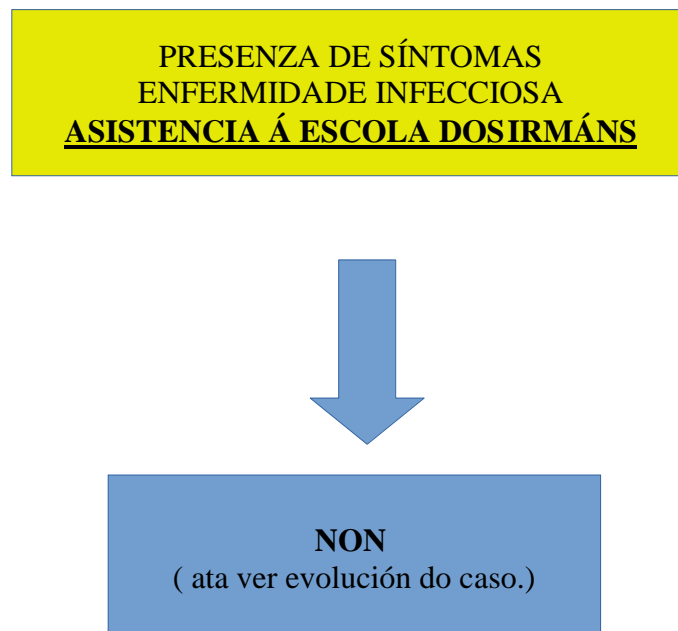 PRESENZA DE SÍNTOMAS
ENFERMIDADE INFECCIOSA
ASISTENCIA Á ESCOLA DOSIRMÁNS
NON
( ata ver evolución do caso.)